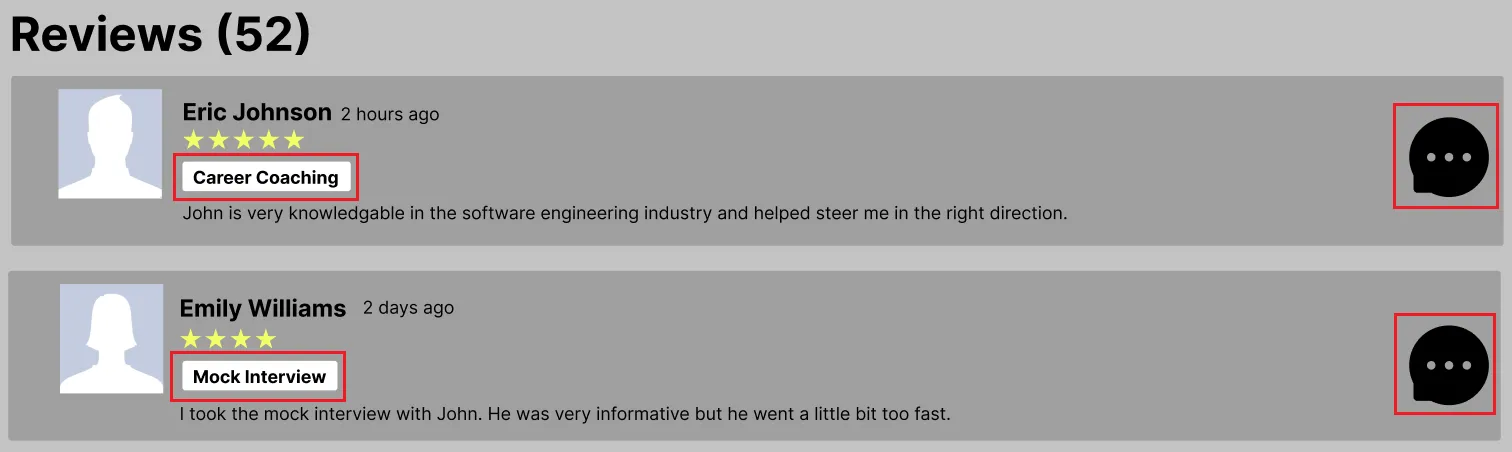 Reviews (52)
Eric Johnson 2 hours ago
Career Coaching
John is very knowledgable in the software engineering industry and helped steer me in the right direction.
Emily Williams 2 days ago
Mock Interview
I took the mock interview with John. He was very informative but he went a little bit too fast.